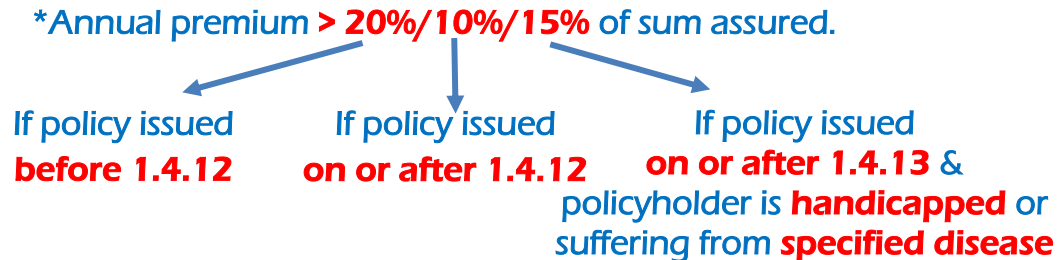 *Annual premium > 20%/10%/15% of sum assured.
If policy issued
before 1.4.12
If policy issued
on or after 1.4.12
If policy issued
on or after 1.4.13 &
policyholder is handicapped or
suffering from specified disease